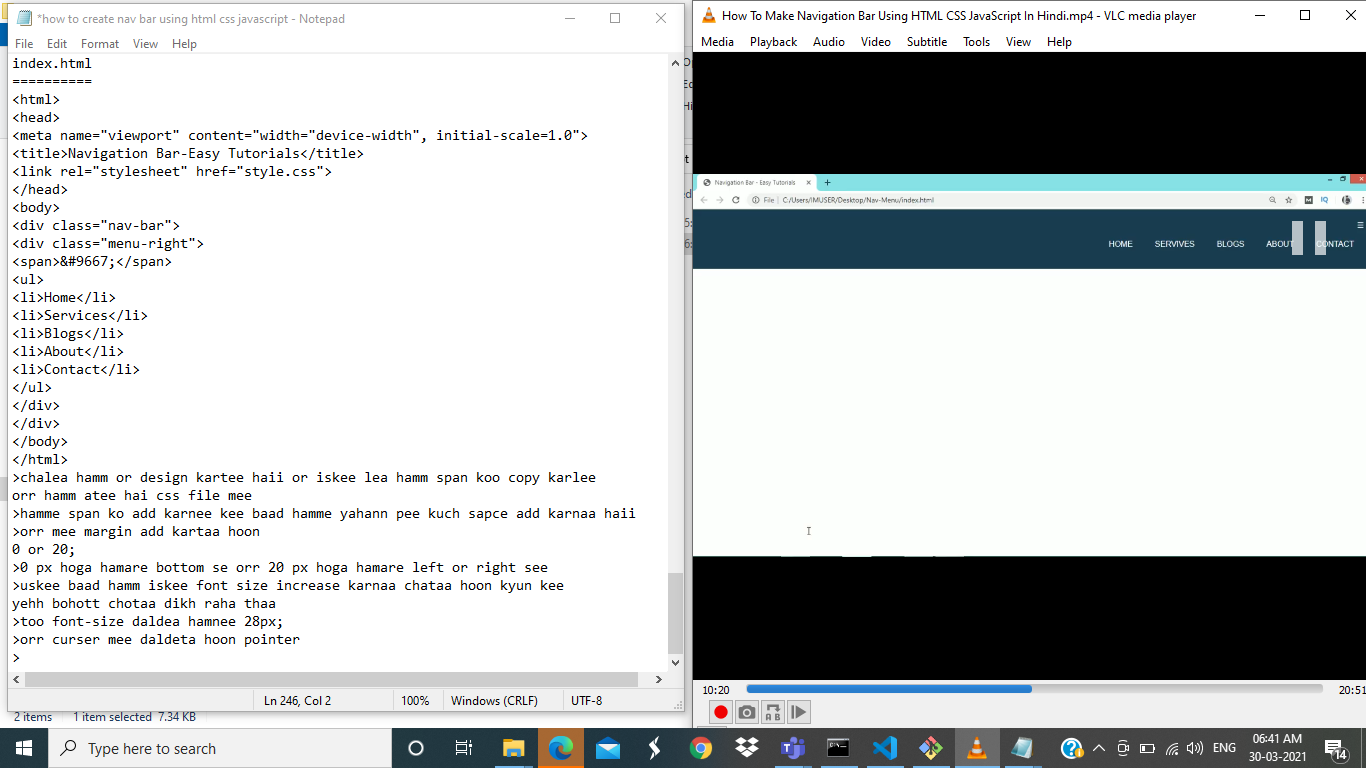 *how to create nav bar using html css javascript - Notepad
File Edit Format View Help
index.html
==========
<html>
<head>
<meta name="viewport" content="width="device-width", initial-scale=1.0">
<title>Navigation Bar-Easy Tutorials</title>
<link rel="stylesheet" href="style.css">
</head>
<body>
<div class="nav-bar">
<div class="menu-right">
<span>&#9667;</span>
<ul>
<li>Home</li>
<li>Services</li>
<li>Blogs</li>
<li>About</li>
<li>Contact</li>
</ul>
</div>
</div>
</body>
</html>
>chalea hamm or design kartee haii or iskee lea hamm span koo copy karlee
orr hamm atee hai css file mee
>hamme span ko add karnee kee baad hamme yahann pee kuch sapce add karnaa haii
>orr mee margin add kartaa hoon
0 or 20;
>0 px hoga hamare bottom se orr 20 px hoga hamare left or right see
>uskee baad hamm iskee font size increase karnaa chataa hoon kyun kee
yehh bohott chotaa dikh raha thaa
>too font-size daldea hamnee 28px;
>orr curser mee daldeta hoon pointer
>
Ln 246, Col 2 100% Windows (CRLF) UTF-8
2 items 1 item selected 7.34 KB
How To Make Navigation Bar Using HTML CSS JavaScript In Hindi.mp4 - VLC media player
Media Playback Audio Video Subtitle Tools View Help
Navigation Bar - Easy Tutorials
File | C:/Users/IMUSER/Desktop/Nav-Menu/index.html
HOME SERVIVES BLOGS ABOUT CONTACT
10:20 20:51
A B
Type here to search
ENG
06:41 AM
30-03-2021
14